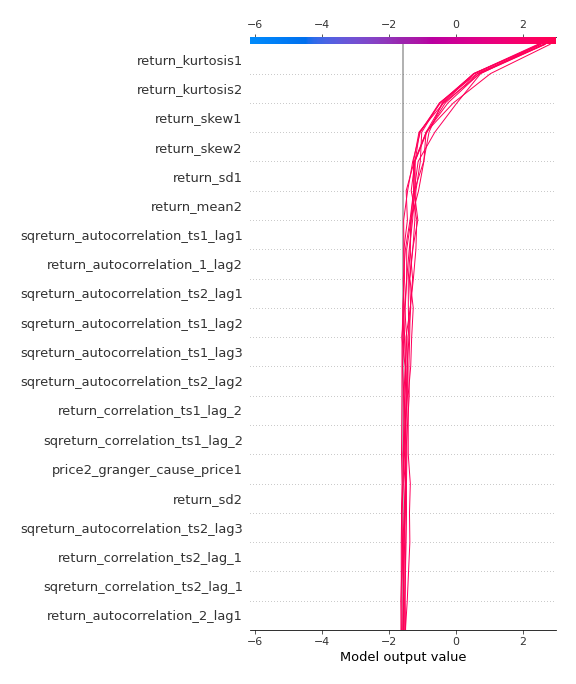 −6 −4 −2 0 2
return_kurtosis1
return_kurtosis2
return_skew1
return_skew2
return_sd1
return_mean2
sqreturn_autocorrelation_ts1_lag1
return_autocorrelation_1_lag2
sqreturn_autocorrelation_ts2_lag1
sqreturn_autocorrelation_ts1_lag2
sqreturn_autocorrelation_ts1_lag3
sqreturn_autocorrelation_ts2_lag2
return_correlation_ts1_lag_2
sqreturn_correlation_ts1_lag_2
price2_granger_cause_price1
return_sd2
sqreturn_autocorrelation_ts2_lag3
return_correlation_ts2_lag_1
sqreturn_correlation_ts2_lag_1
return_autocorrelation_2_lag1
−6 −4 −2 0 2
Model output value